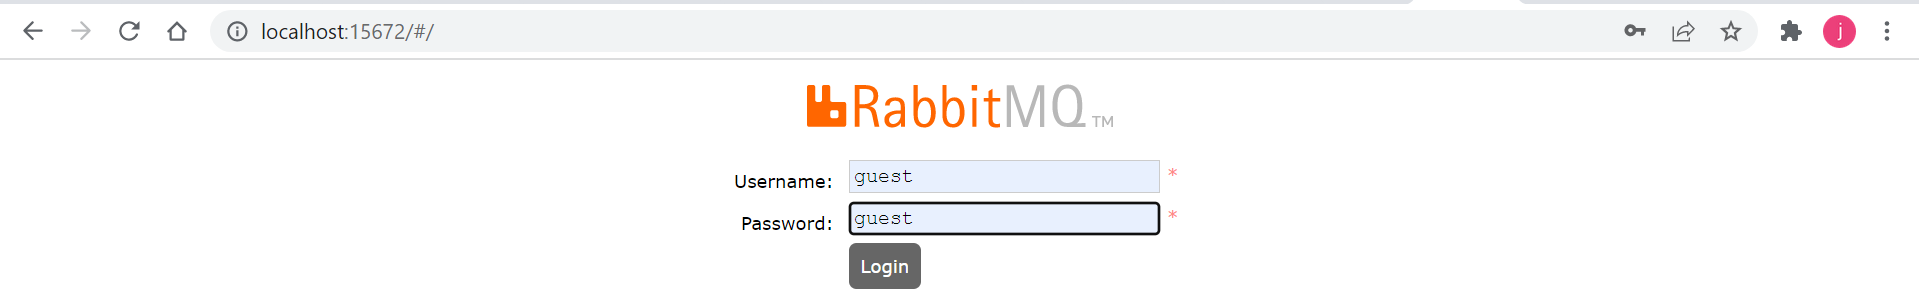 localhost:15672/#/
j
RabbitMQ TM
Username: guest *
Password: guest *
Login